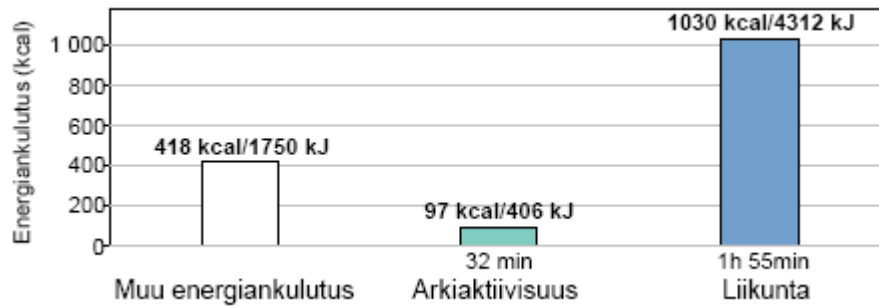 Energiankulutus (kcal)
1 000
800
600
400
200
0
418 kcal/1750 kJ
97 kcal/406 kJ
1030 kcal/4312 kJ
32 min
1h 55min
Muu energiankulutus
Arkiaktiivisuus
Liikunta